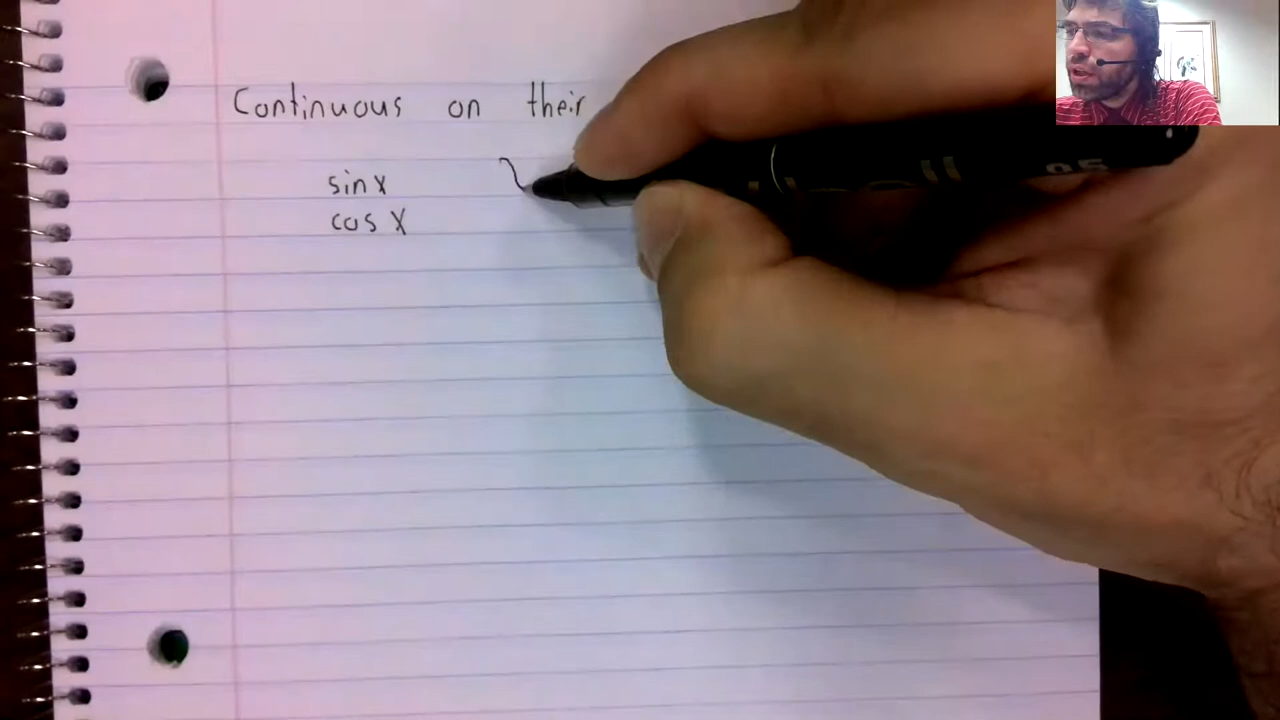 Continuous on their
sin x
cos x